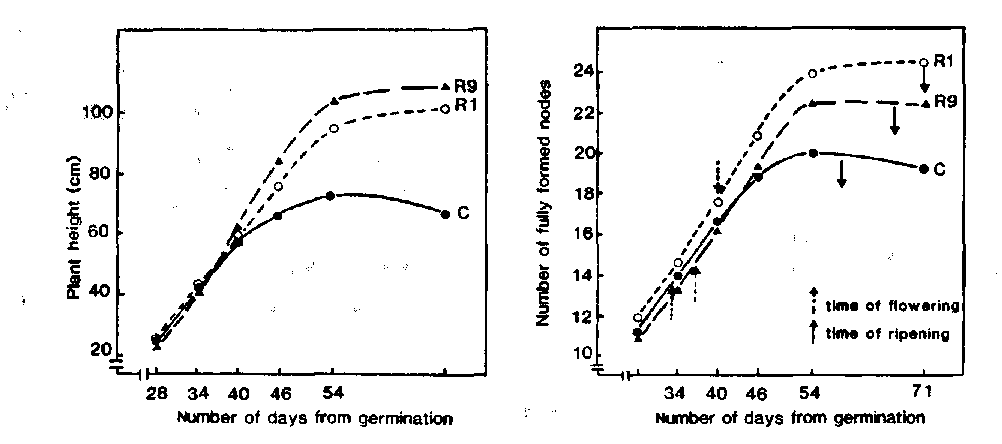 Plant height (cm)
100
80
60
40
20
R9
R1
C
28 34 40 46 54
Number of days from germination
Number of fully formed nodes
24
22
20
18
16
14
12
10
R1
R9
C
time of flowering
time of ripening
34 40 46 54 71
Number of days from germination